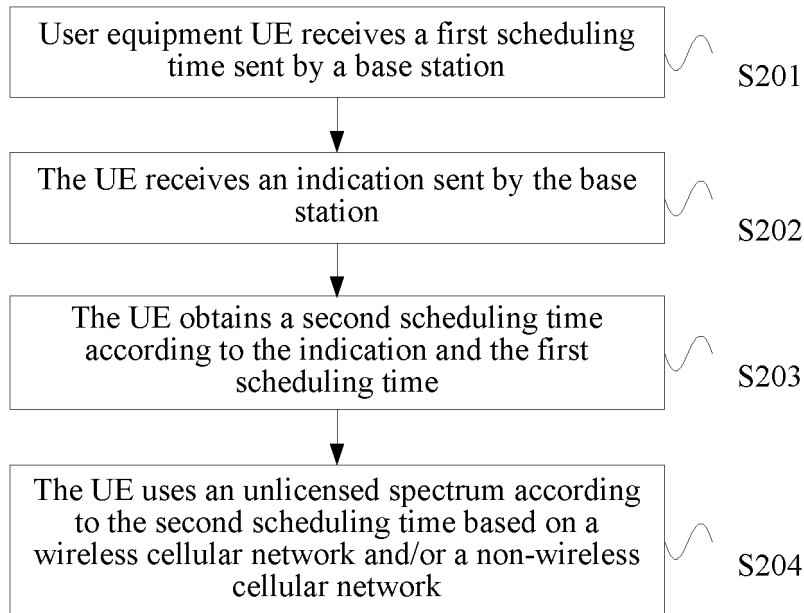 User equipment UE receives a first scheduling
time sent by a base station
S201
The UE receives an indication sent by the base
station
S202
The UE obtains a second scheduling time
according to the indication and the first
scheduling time
S203
The UE uses an unlicensed spectrum according
to the second scheduling time based on a
wireless cellular network and/or a non-wireless
cellular network
S204